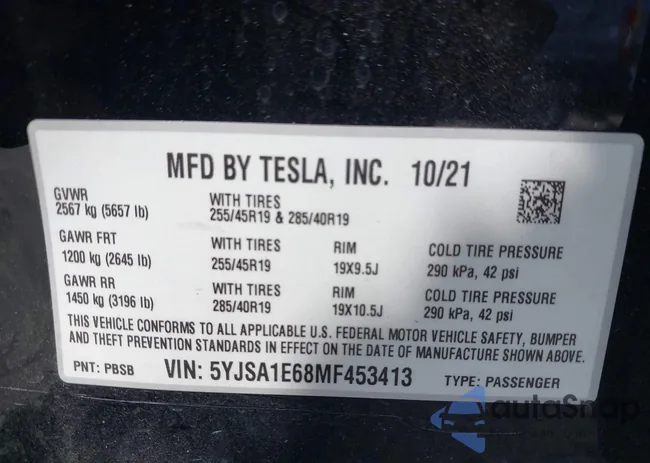 MFD BY TESLA, INC. 10/21
GVWR
2567 kg (5657 lb)
WITH TIRES
255/45R19 & 285/40R19
GAWR FRT
1200 kg (2645 lb)
WITH TIRES
255/45R19
RIM
19X9.5J
COLD TIRE PRESSURE
290 kPa, 42 psi
GAWR RR
1450 kg (3196 lb)
WITH TIRES
285/40R19
RIM
19X10.5J
COLD TIRE PRESSURE
290 kPa, 42 psi
THIS VEHICLE CONFORMS TO ALL APPLICABLE U.S. FEDERAL MOTOR VEHICLE SAFETY, BUMPER
AND THEFT PREVENTION STANDARDS IN EFFECT ON THE DATE OF MANUFACTURE SHOWN ABOVE.
PNT: PBSB VIN: 5YJSA1E68MF453413 TYPE: PASSENGER
autoSnap